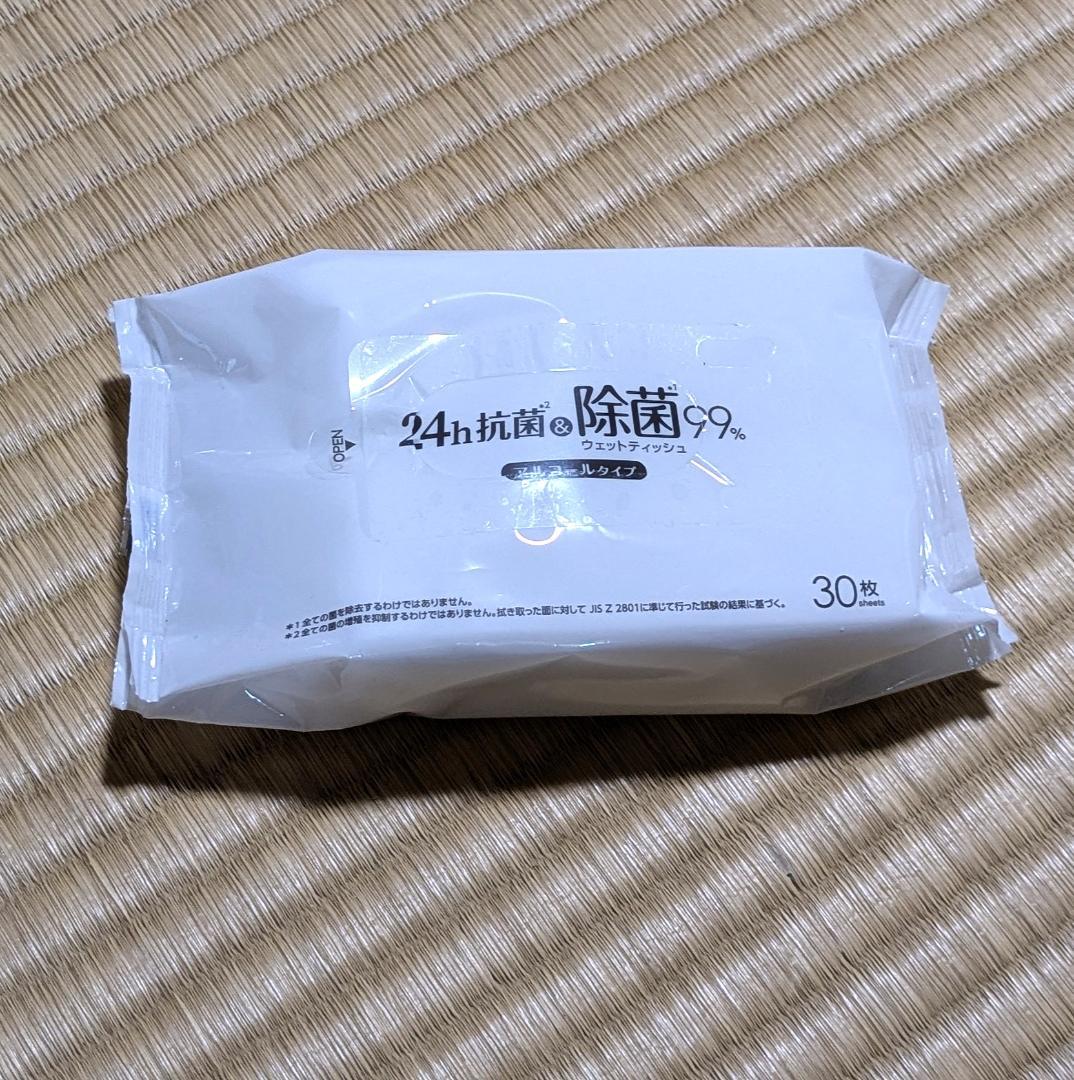 OPEN
24h抗菌*2&除菌*1 99%
ウェットティッシュ
アルコールタイプ
*1 全ての菌を除去するわけではありません。
*2 全ての菌の増殖を抑制するわけではありません。拭き取った面に対して JIS Z 2801に準じて行った試験の結果に基づく。
30枚
sheets